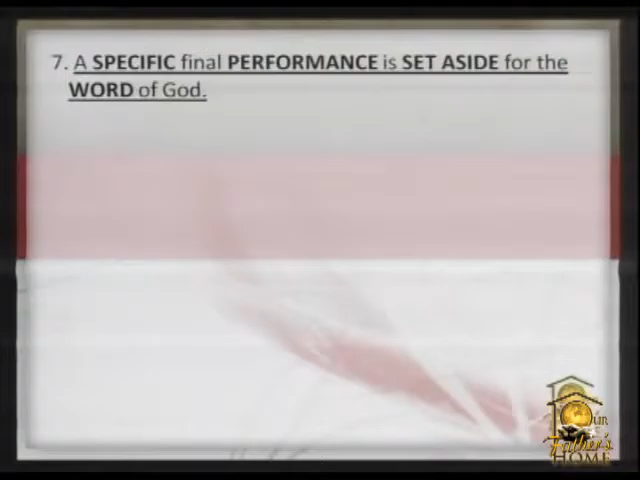 7. A SPECIFIC final PERFORMANCE is SET ASIDE for the
WORD of God.
Our
Father's
HOME